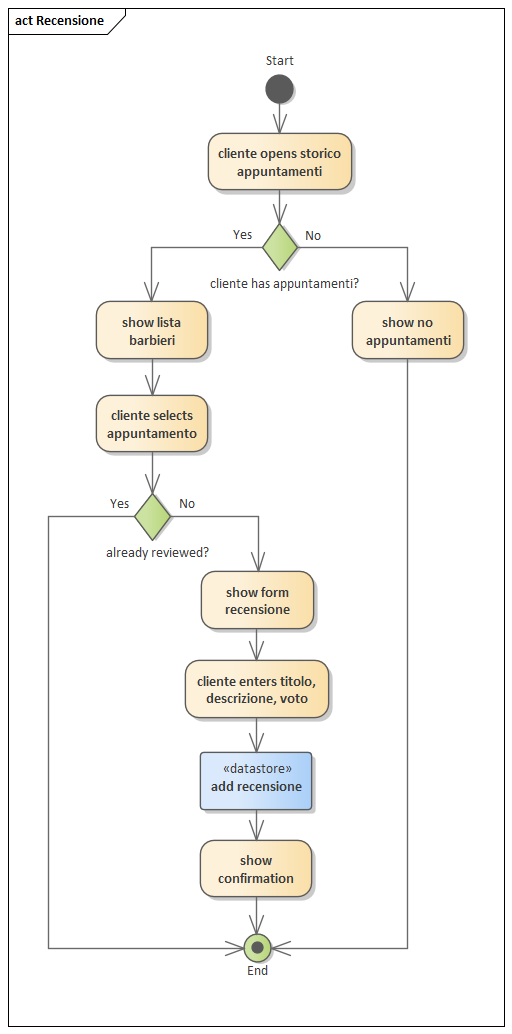 act Recensione
Start
cliente opens storico
appuntamenti
Yes
No
cliente has appuntamenti?
show lista
barbieri
show no
appuntamenti
cliente selects
appuntamento
Yes
No
already reviewed?
show form
recensione
cliente enters titolo,
descrizione, voto
«datastore»
add recensione
show
confirmation
End